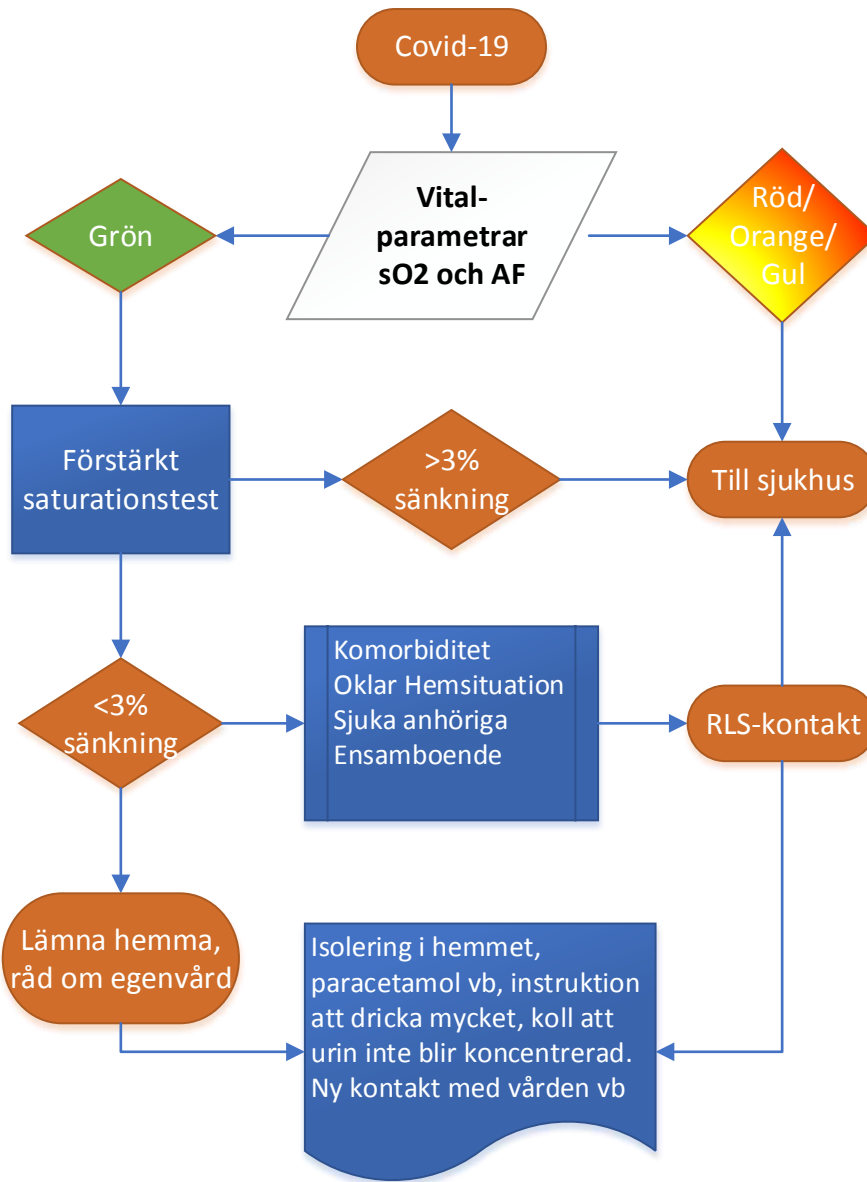 Covid-19
Vital-
parametrar
sO2 och AF
Grön
Röd/
Orange/
Gul
Förstärkt
saturationstest
>3%
sänkning
Till sjukhus
<3%
sänkning
Komorbiditet
Oklar Hemsituation
Sjuka anhöriga
Ensamboende
RLS-kontakt
Lämna hemma,
råd om egenvård
Isolering i hemmet,
paracetamol vb, instruktion
att dricka mycket, koll att
urin inte blir koncentrerad.
Ny kontakt med vården vb